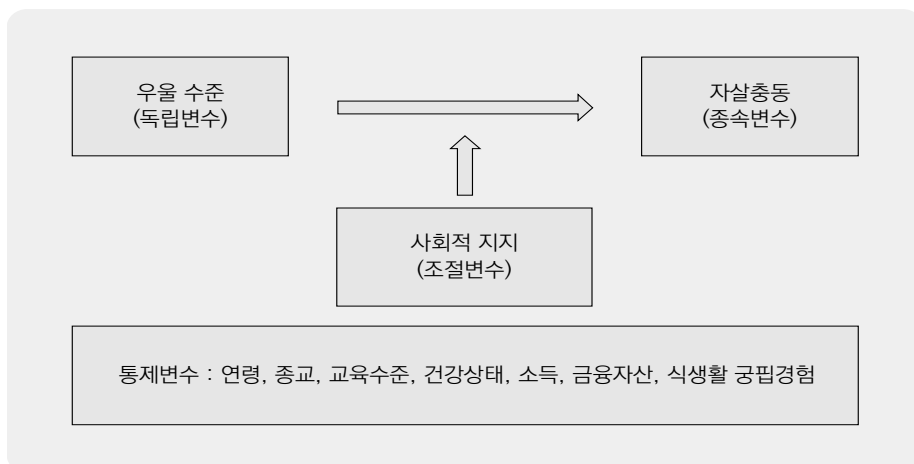 우울 수준
(독립변수)
자살충동
(종속변수)
사회적 지지
(조절변수)
통제변수 : 연령, 종교, 교육수준, 건강상태, 소득, 금융자산, 식생활 궁핍경험